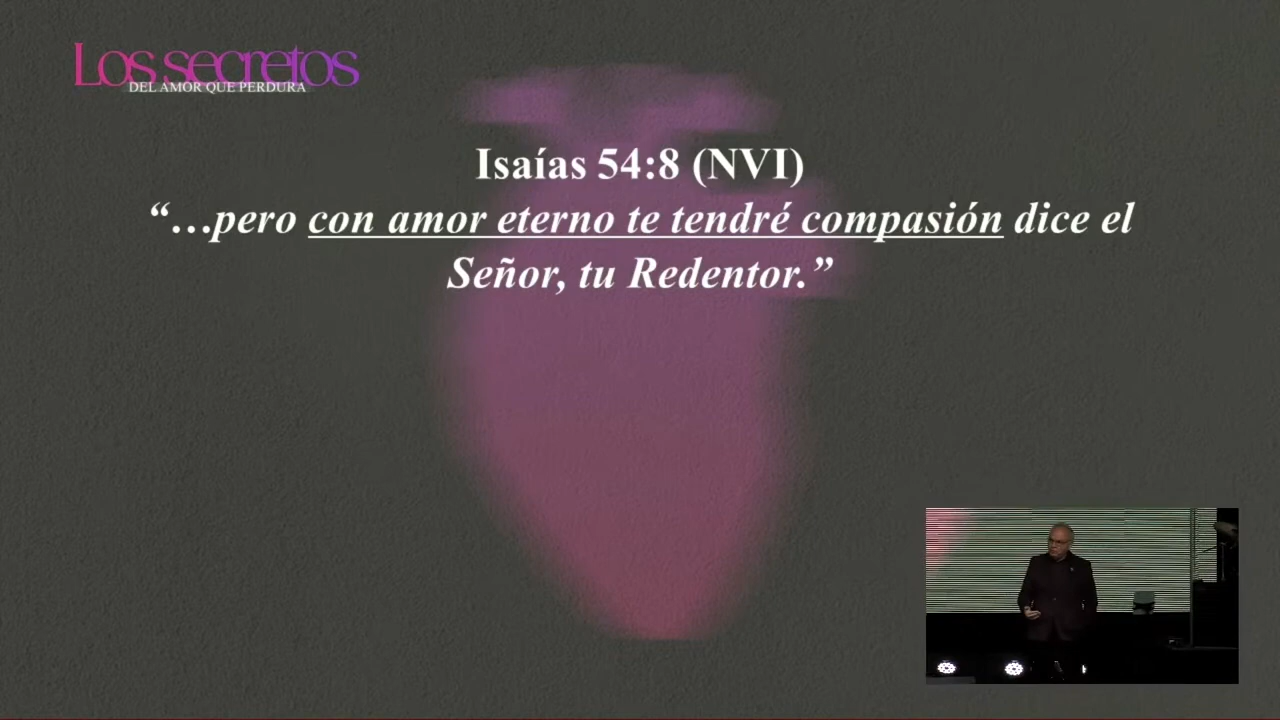 Los secretos
DEL AMOR QUE PERDURA
Isaías 54:8 (NVI)
“…pero con amor eterno te tendré compasión dice el
Señor, tu Redentor.”